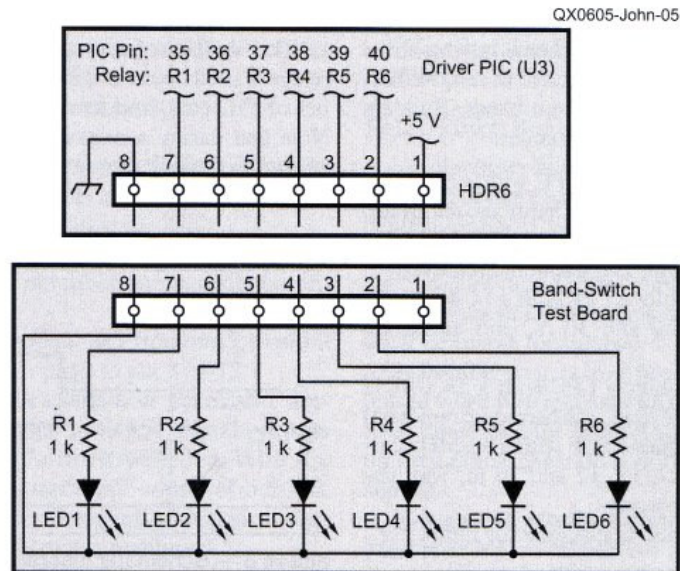 QX0605-John-05
PIC Pin: 35 36 37 38 39 40
Driver PIC (U3)
Relay: R1 R2 R3 R4 R5 R6
+5 V
8 7 6 5 4 3 2 1
HDR6
8 7 6 5 4 3 2 1
Band-Switch
Test Board
R1 R2 R3 R4 R5 R6
1 k 1 k 1 k 1 k 1 k 1 k
LED1 LED2 LED3 LED4 LED5 LED6